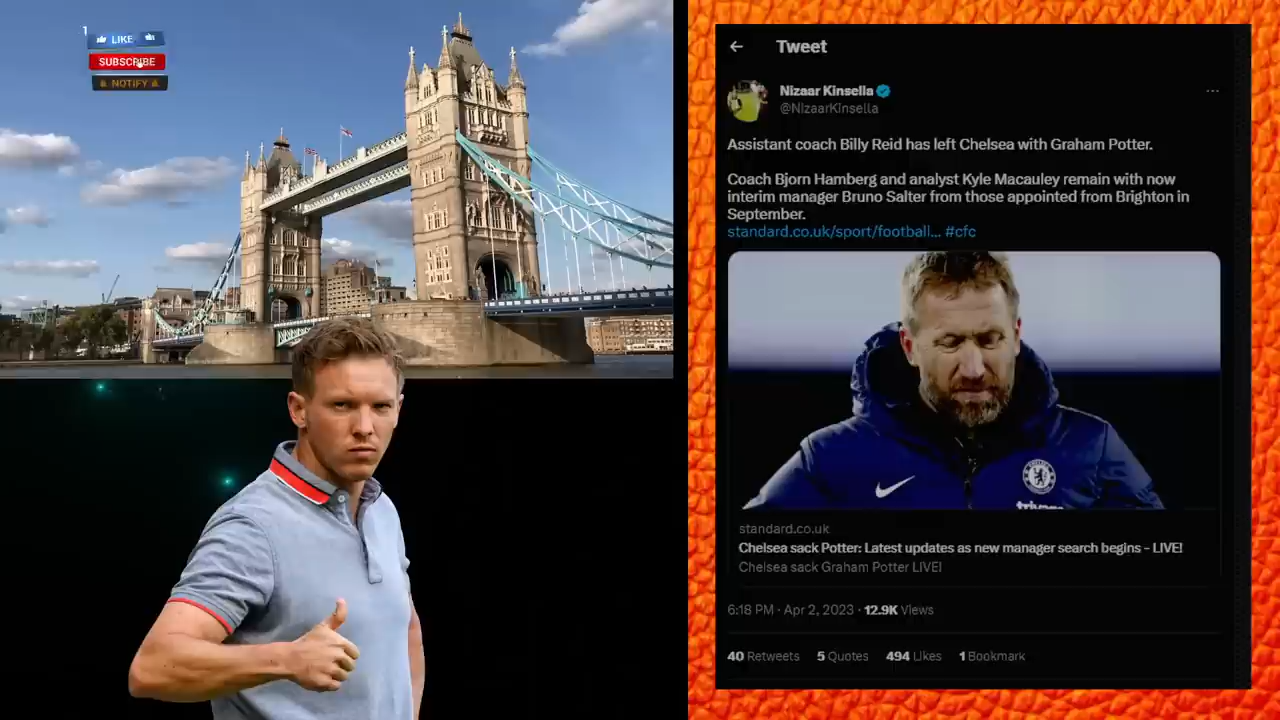 1
LIKE
SUBSCRIBE
NOTIFY
Tweet
Nizaar Kinsella
@NizaarKinsella
Assistant coach Billy Reid has left Chelsea with Graham Potter.
Coach Bjorn Hamberg and analyst Kyle Macauley remain with now
interim manager Bruno Salter from those appointed from Brighton in
September.
standard.co.uk/sport/football... #cfc
standard.co.uk
Chelsea sack Potter: Latest updates as new manager search begins - LIVE!
Chelsea sack Graham Potter LIVE!
6:18 PM · Apr 2, 2023 · 12.9K Views
40 Retweets 5 Quotes 494 Likes 1 Bookmark